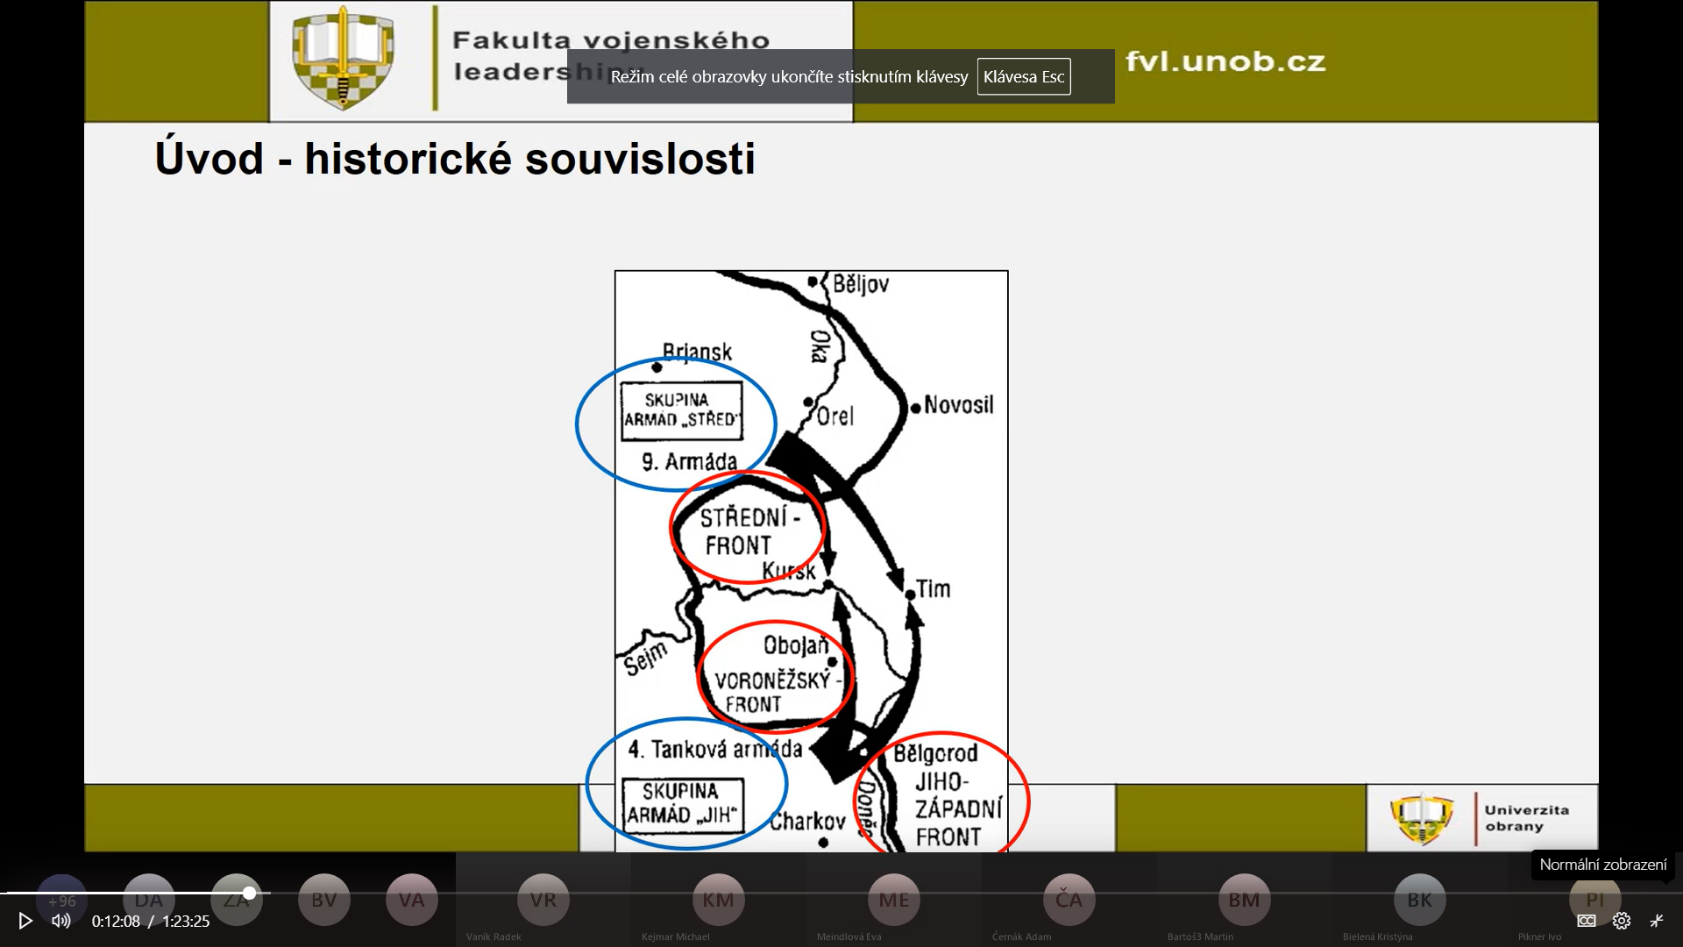 Fakulta vojenského
leadershipu
fvl.unob.cz
Režim celé obrazovky ukončíte stisknutím klávesy Klávesa Esc
Úvod - historické souvislosti
Běljov
Oka
Brjansk
SKUPINA
ARMÁD „STŘED“
9. Armáda
Orel
Novosil
STŘEDNÍ -
FRONT
Kursk
Tim
Sejm
Obojaň
VORONĚŽSKÝ -
FRONT
4. Tanková armáda
SKUPINA
ARMÁD „JIH“
Charkov
Doněc
Bělgorod
JIHO-
ZÁPADNÍ
FRONT
Univerzita
obrany
Normální zobrazení
+96
DA
ZA
BV
VA
VR
KM
ME
ČA
BM
BK
PI
0:12:08 / 1:23:25
CC
Vaník Radek
Kejmar Michael
Meindlová Eva
Černák Adam
Bartoš3 Martin
Bielená Kristýna
Pikner Ivo